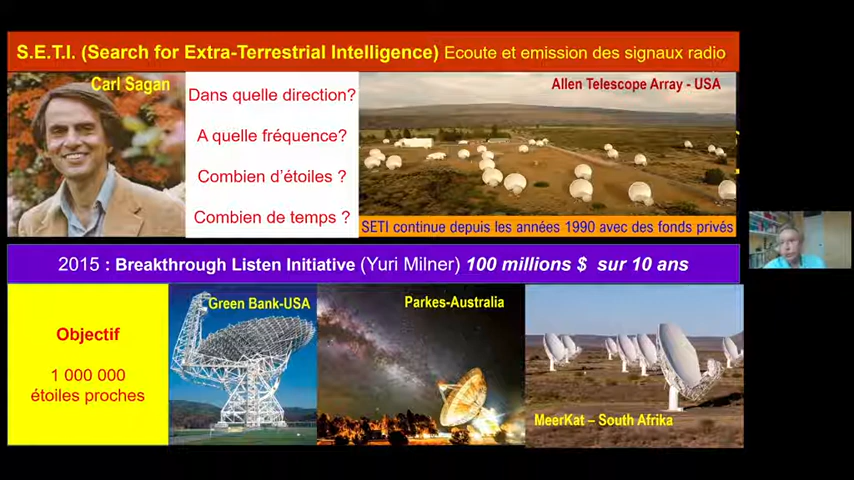 S.E.T.I. (Search for Extra-Terrestrial Intelligence) Ecoute et emission des signaux radio
Carl Sagan
Dans quelle direction?
A quelle fréquence?
Combien d'étoiles ?
Combien de temps ?
Allen Telescope Array - USA
SETI continue depuis les années 1990 avec des fonds privés
2015 : Breakthrough Listen Initiative (Yuri Milner) 100 millions $ sur 10 ans
Objectif
1 000 000
étoiles proches
Green Bank-USA
Parkes-Australia
MeerKat – South Afrika